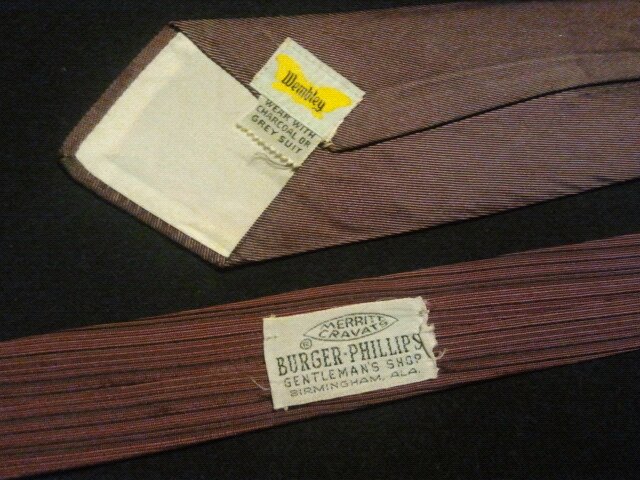 Wembley
WEAR WITH
CHARCOAL OR
GREY SUIT
MERRITT
CRAVATS
®
BURGER-PHILLIPS
GENTLEMAN'S SHOP
BIRMINGHAM, ALA.